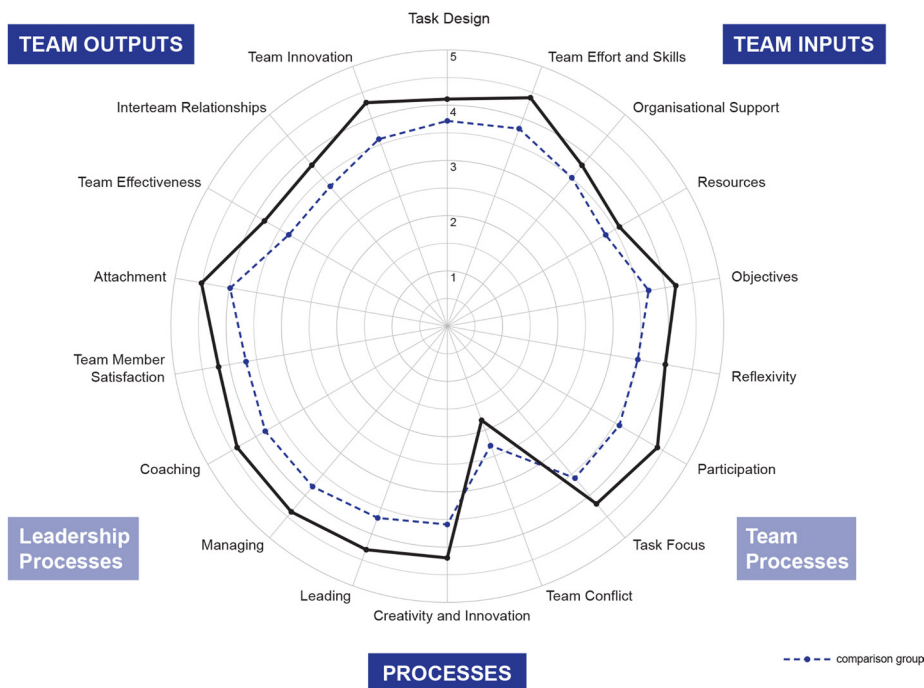 Task Design
TEAM OUTPUTS
TEAM INPUTS
Team Innovation
5
Team Effort and Skills
Interteam Relationships
4
Organisational Support
Team Effectiveness
3
Resources
2
Attachment
1
Objectives
Team Member
Satisfaction
Reflexivity
Coaching
Participation
Leadership
Processes
Managing
Task Focus
Team
Processes
Leading
Team Conflict
Creativity and Innovation
PROCESSES
comparison group